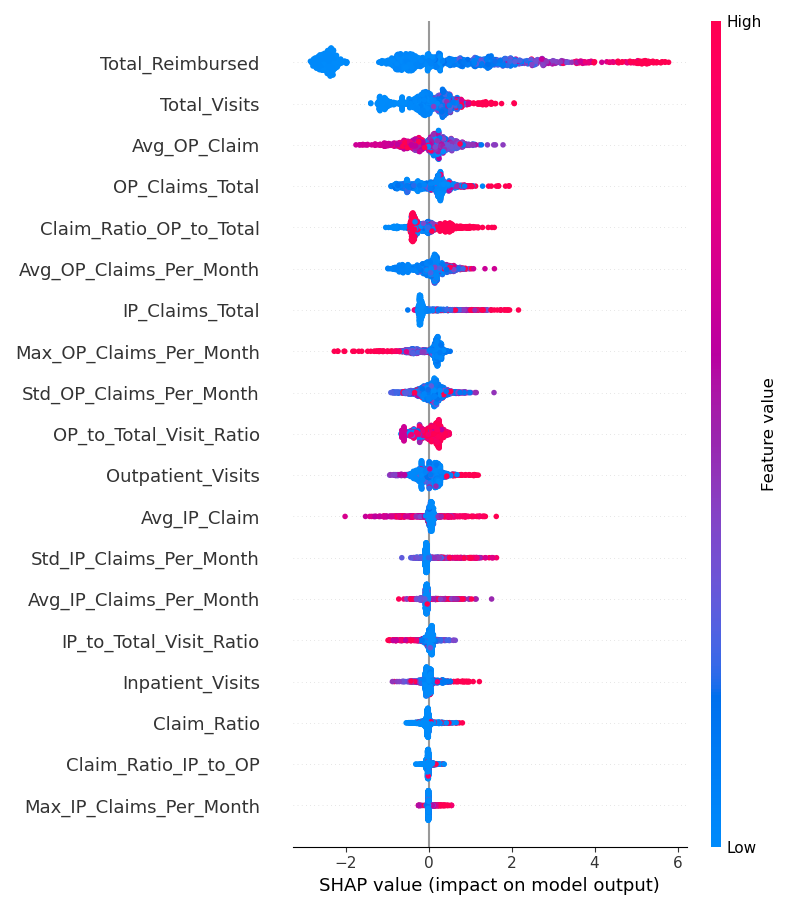 High
Total_Reimbursed
Total_Visits
Avg_OP_Claim
OP_Claims_Total
Claim_Ratio_OP_to_Total
Avg_OP_Claims_Per_Month
IP_Claims_Total
Max_OP_Claims_Per_Month
Std_OP_Claims_Per_Month
OP_to_Total_Visit_Ratio
Outpatient_Visits
Avg_IP_Claim
Std_IP_Claims_Per_Month
Avg_IP_Claims_Per_Month
IP_to_Total_Visit_Ratio
Inpatient_Visits
Claim_Ratio
Claim_Ratio_IP_to_OP
Max_IP_Claims_Per_Month
Feature value
Low
−2 0 2 4 6
SHAP value (impact on model output)